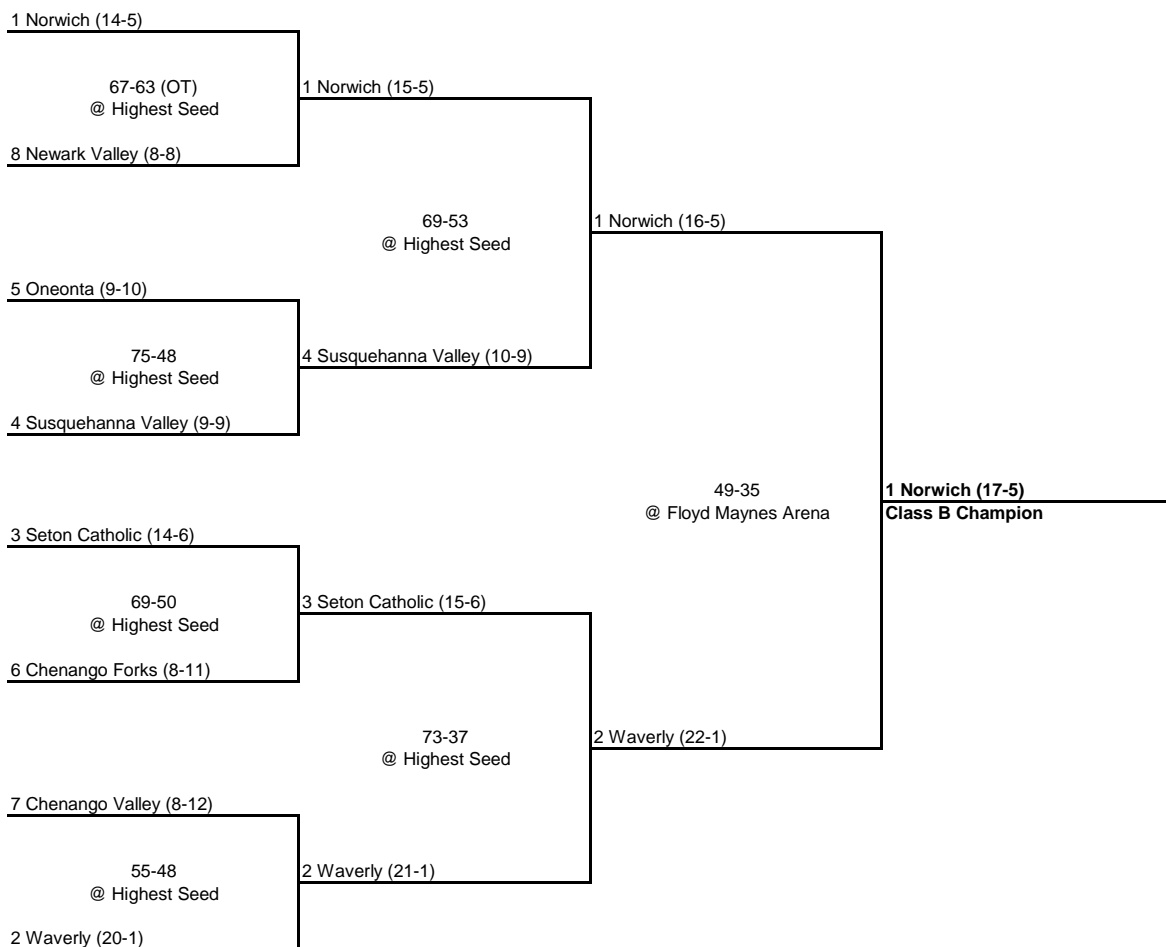 1 Norwich (14-5)
67-63 (OT)
@ Highest Seed
1 Norwich (15-5)
8 Newark Valley (8-8)
69-53
@ Highest Seed
1 Norwich (16-5)
5 Oneonta (9-10)
75-48
@ Highest Seed
4 Susquehanna Valley (10-9)
4 Susquehanna Valley (9-9)
49-35
@ Floyd Maynes Arena
1 Norwich (17-5)
Class B Champion
3 Seton Catholic (14-6)
69-50
@ Highest Seed
3 Seton Catholic (15-6)
6 Chenango Forks (8-11)
73-37
@ Highest Seed
2 Waverly (22-1)
7 Chenango Valley (8-12)
55-48
@ Highest Seed
2 Waverly (21-1)
2 Waverly (20-1)